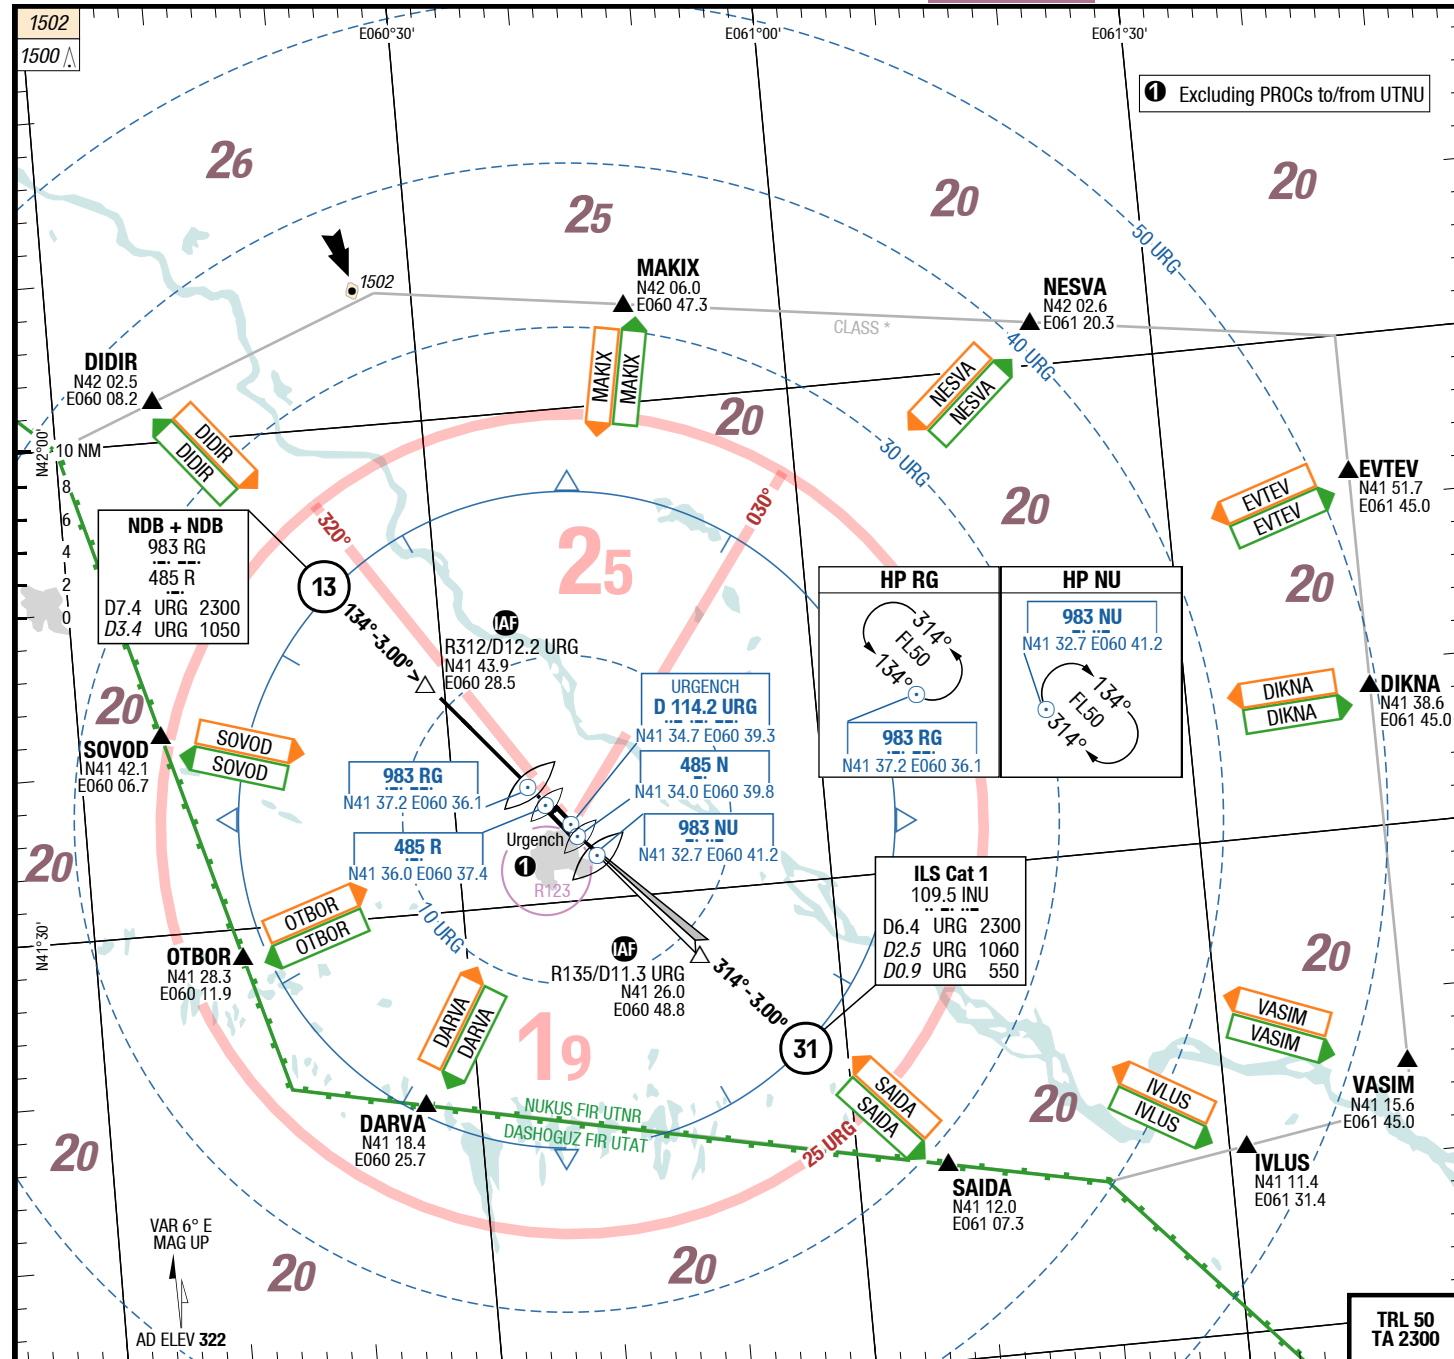 1502
1500
E060°30'
E061°00'
E061°30'
1 Excluding PROCs to/from UTNU
26
25
20
20
50 URG
1502
MAKIX
N42 06.0
E060 47.3
NESVA
N42 02.6
E061 20.3
CLASS *
40 URG
DIDIR
N42 02.5
E060 08.2
MAKIX
MAKIX
NESVA
NESVA
20
DIDIR
DIDIR
30 URG
N42°00'
10 NM
8
6
4
2
0
EVTEV
N41 51.7
E061 45.0
EVTEV
EVTEV
20
320°
030°
25
NDB + NDB
983 RG
485 R
D7.4 URG 2300
D3.4 URG 1050
13
134°-3.00° >
20
HP RG
314°
FL50
134°
983 RG
N41 37.2 E060 36.1
HP NU
983 NU
N41 32.7 E060 41.2
134°
FL50
314°
IAF
R312/D12.2 URG
N41 43.9
E060 28.5
URGENCH
D 114.2 URG
N41 34.7 E060 39.3
DIKNA
N41 38.6
E061 45.0
DIKNA
DIKNA
20
SOVOD
N41 42.1
E060 06.7
SOVOD
SOVOD
983 RG
N41 37.2 E060 36.1
485 N
N41 34.0 E060 39.8
983 NU
N41 32.7 E060 41.2
485 R
N41 36.0 E060 37.4
Urgench
1
R123
20
ILS Cat 1
109.5 INU
D6.4 URG 2300
D2.5 URG 1060
D0.9 URG 550
OTBOR
OTBOR
10 URG
N41°30'
OTBOR
N41 28.3
E060 11.9
IAF
R135/D11.3 URG
N41 26.0
E060 48.8
314°-3.00°
31
20
DARVA
DARVA
19
VASIM
VASIM
SAIDA
SAIDA
IVLUS
IVLUS
20
VASIM
N41 15.6
E061 45.0
NUKUS FIR UTNR
DASHOGUZ FIR UTAT
DARVA
N41 18.4
E060 25.7
25 URG
20
SAIDA
N41 12.0
E061 07.3
IVLUS
N41 11.4
E061 31.4
VAR 6° E
MAG UP
20
20
AD ELEV 322
TRL 50
TA 2300